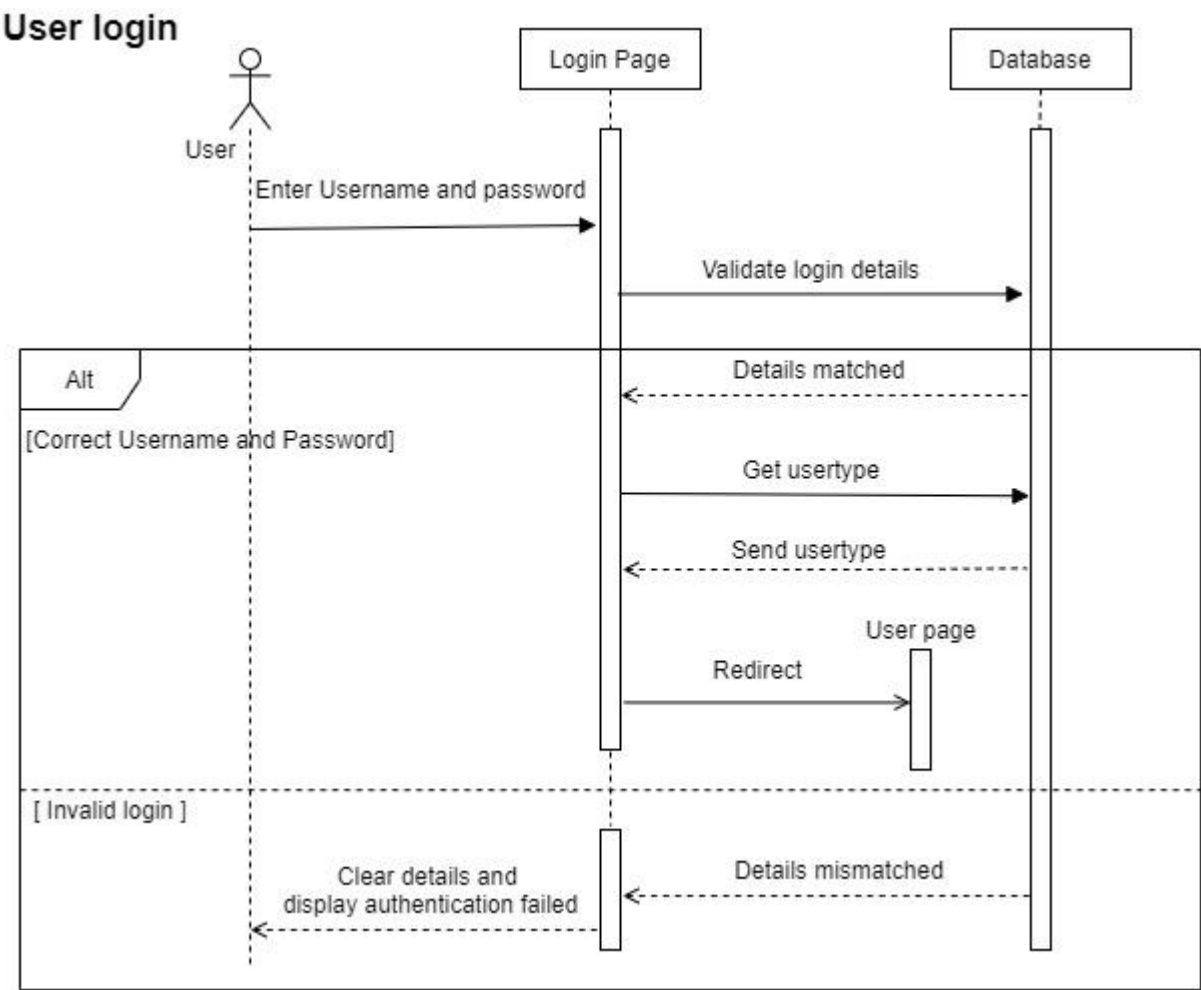 User login
Login Page
Database
User
Enter Username and password
Validate login details
Alt
Details matched
[Correct Username and Password]
Get usertype
Send usertype
User page
Redirect
[ Invalid login ]
Details mismatched
Clear details and
display authentication failed